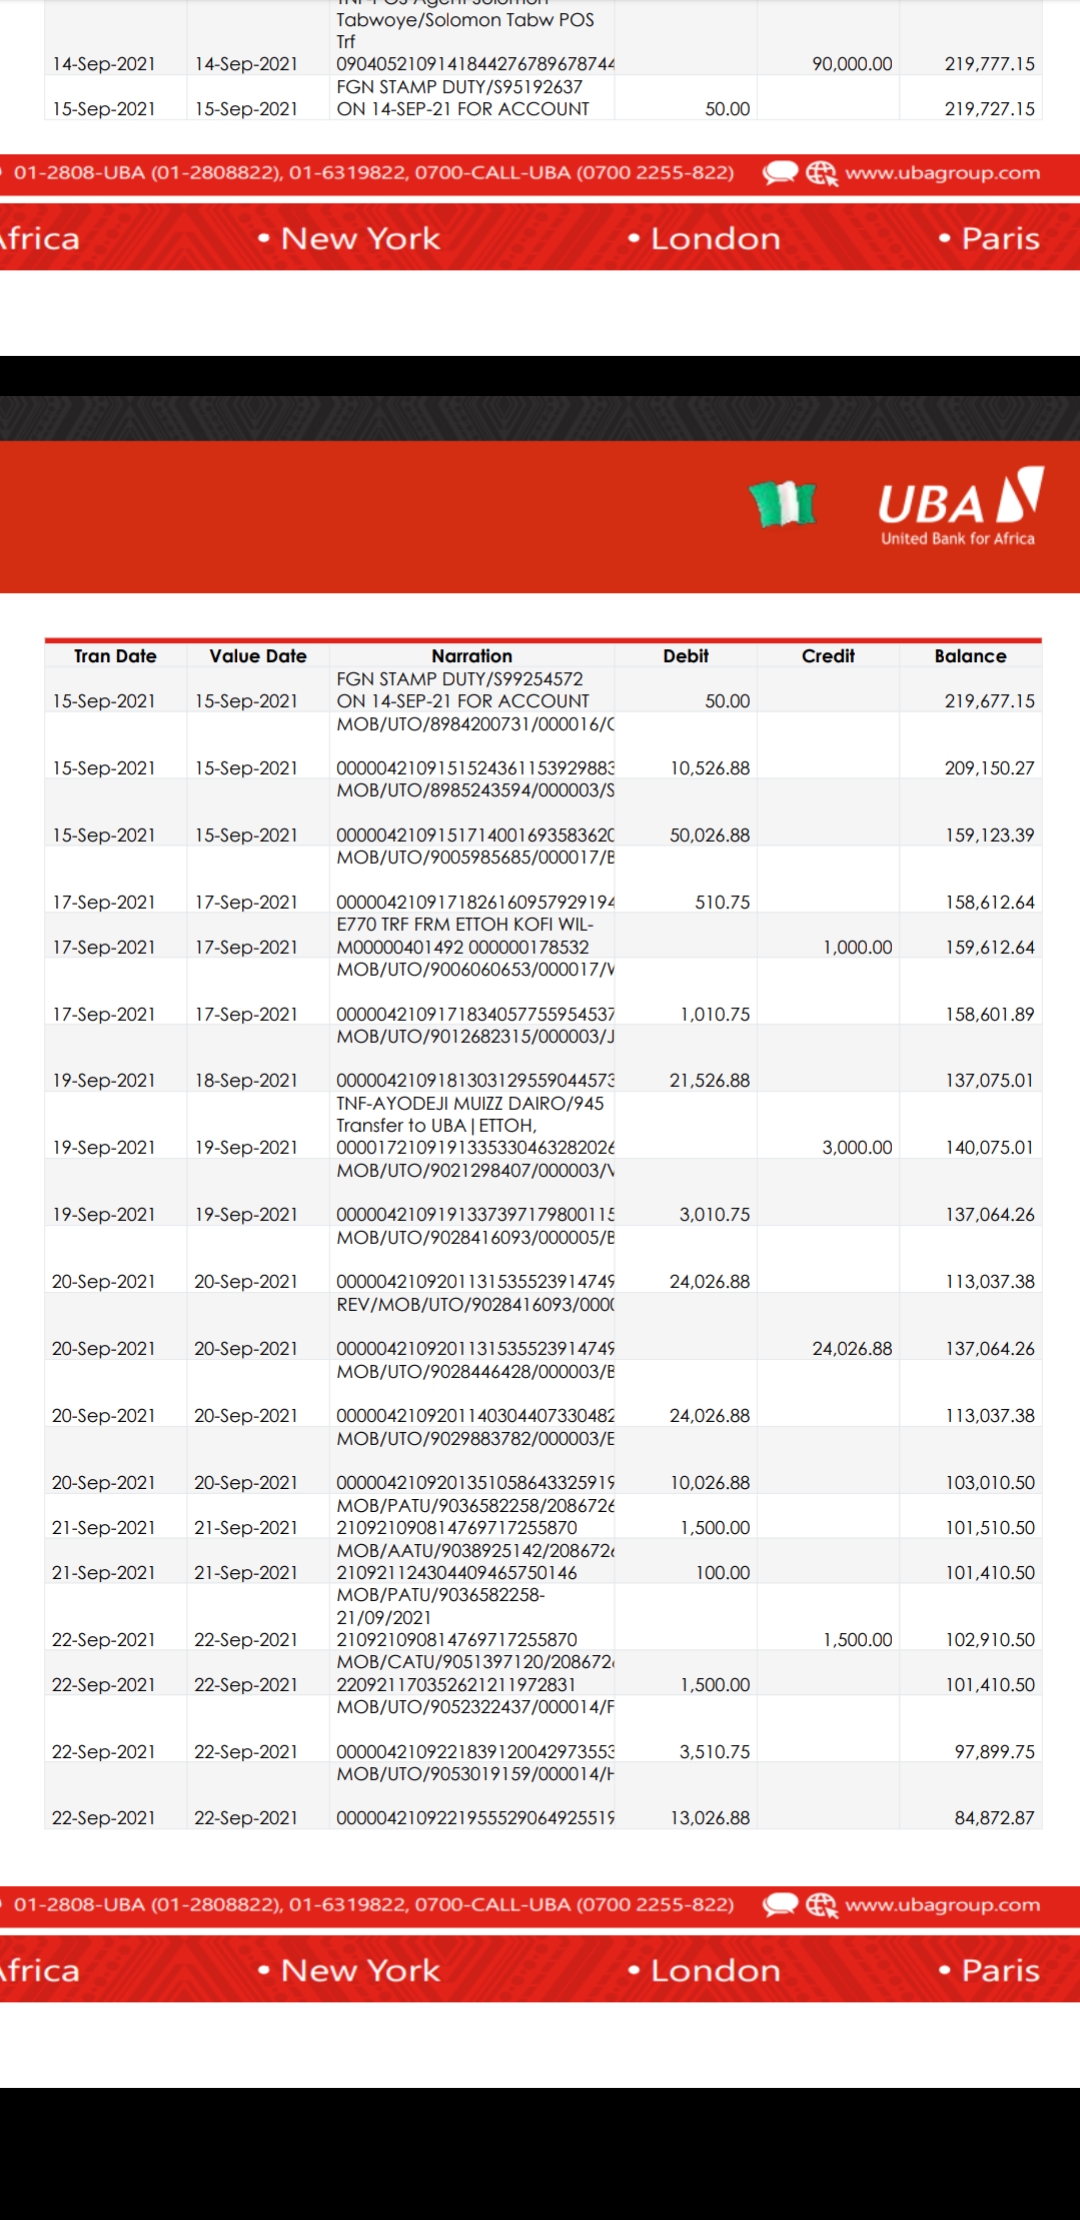 Tabwoye/Solomon Tabw POS
Trf
14-Sep-2021 14-Sep-2021 090405210914184427678967874 90,000.00 219,777.15
FGN STAMP DUTY/S95192637
15-Sep-2021 15-Sep-2021 ON 14-SEP-21 FOR ACCOUNT 50.00 219,727.15
01-2808-UBA (01-2808822), 01-6319822, 0700-CALL-UBA (0700 2255-822) www.ubagroup.com
frica • New York • London • Paris
UBA
United Bank for Africa
Tran Date Value Date Narration Debit Credit Balance
FGN STAMP DUTY/S99254572
15-Sep-2021 15-Sep-2021 ON 14-SEP-21 FOR ACCOUNT 50.00 219,677.15
MOB/UTO/8984200731/000016/
15-Sep-2021 15-Sep-2021 000004210915152436115392988 10,526.88 209,150.27
MOB/UTO/8985243594/000003/S
15-Sep-2021 15-Sep-2021 000004210915171400169358362 50,026.88 159,123.39
MOB/UTO/9005985685/000017/B
17-Sep-2021 17-Sep-2021 000004210917182616095792919 510.75 158,612.64
E770 TRF FRM ETTOH KOFI WIL-
17-Sep-2021 17-Sep-2021 M00000401492 000000178532 1,000.00 159,612.64
MOB/UTO/9006060653/000017/
17-Sep-2021 17-Sep-2021 000004210917183405775595453 1,010.75 158,601.89
MOB/UTO/9012682315/000003/J
19-Sep-2021 18-Sep-2021 000004210918130312955904457 21,526.88 137,075.01
TNF-AYODEJI MUIZZ DAIRO/945
Transfer to UBA | ETTOH,
19-Sep-2021 19-Sep-2021 000017210919133533046328202 3,000.00 140,075.01
MOB/UTO/9021298407/000003/
19-Sep-2021 19-Sep-2021 000004210919133739717980011 3,010.75 137,064.26
MOB/UTO/9028416093/000005/B
20-Sep-2021 20-Sep-2021 000004210920113153552391474 24,026.88 113,037.38
REV/MOB/UTO/9028416093/000
20-Sep-2021 20-Sep-2021 000004210920113153552391474 24,026.88 137,064.26
MOB/UTO/9028446428/000003/B
20-Sep-2021 20-Sep-2021 000004210920114030440733048 24,026.88 113,037.38
MOB/UTO/9029883782/000003/E
20-Sep-2021 20-Sep-2021 000004210920135105864332591 10,026.88 103,010.50
MOB/PATU/9036582258/2086726
21-Sep-2021 21-Sep-2021 210921090814769717255870 1,500.00 101,510.50
MOB/AATU/9038925142/208672
21-Sep-2021 21-Sep-2021 210921124304409465750146 100.00 101,410.50
MOB/PATU/9036582258-
21/09/2021
22-Sep-2021 22-Sep-2021 210921090814769717255870 1,500.00 102,910.50
MOB/CATU/9051397120/208672
22-Sep-2021 22-Sep-2021 220921170352621211972831 1,500.00 101,410.50
MOB/UTO/9052322437/000014/F
22-Sep-2021 22-Sep-2021 000004210922183912004297355 3,510.75 97,899.75
MOB/UTO/9053019159/000014/H
22-Sep-2021 22-Sep-2021 000004210922195552906492551 13,026.88 84,872.87
01-2808-UBA (01-2808822), 01-6319822, 0700-CALL-UBA (0700 2255-822) www.ubagroup.com
frica • New York • London • Paris